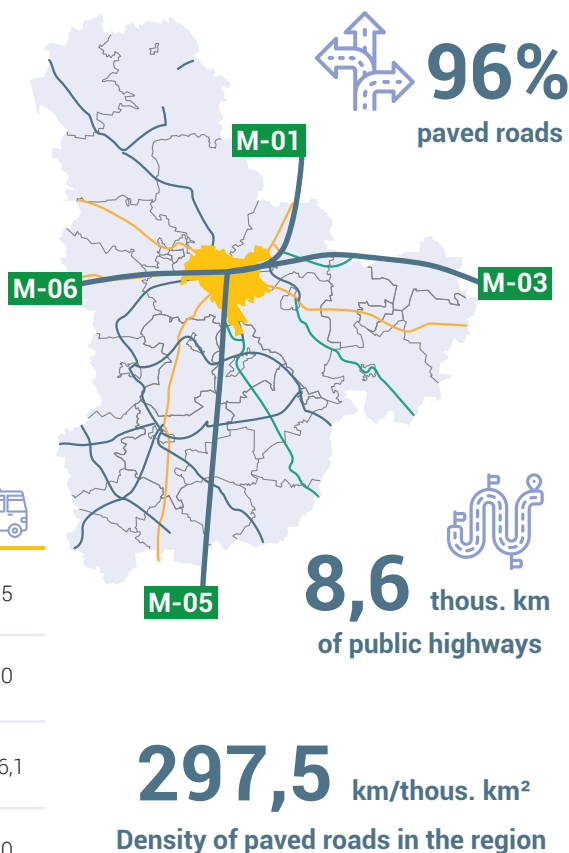 96%
paved roads
M-01
M-06
M-03
M-05
8,6 thous. km
of public highways
297,5 km/thous. km²
Density of paved roads in the region